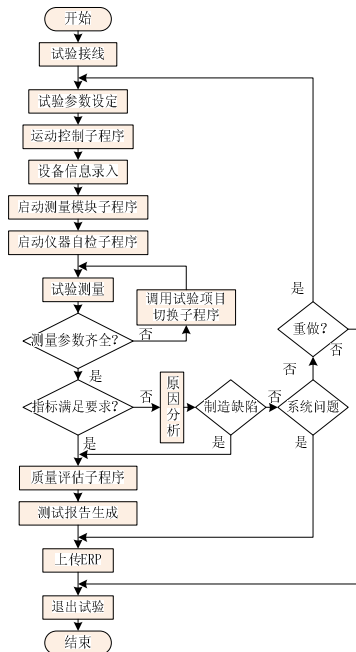 开始
试验接线
试验参数设定
运动控制子程序
设备信息录入
启动测量模块子程序
启动仪器自检子程序
试验测量
调用试验项目
切换子程序
测量参数齐全?
否
是
指标满足要求?
否
是
原
因
分
析
制造缺陷
否
是
系统问题
否
是
重做?
是
否
质量评估子程序
测试报告生成
上传ERP
退出试验
结束